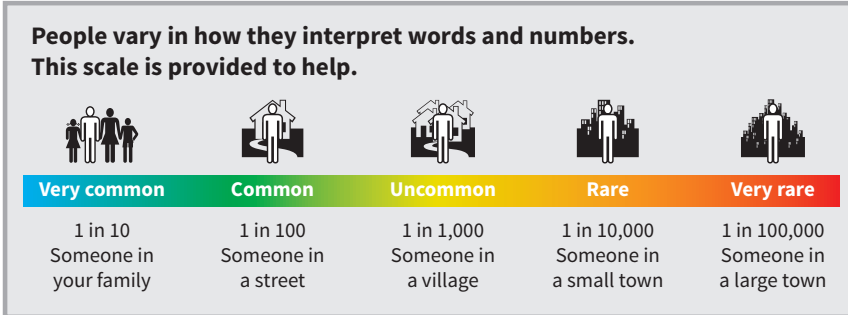 People vary in how they interpret words and numbers.
This scale is provided to help.
Very common
Common
Uncommon
Rare
Very rare
1 in 10
Someone in
your family
1 in 100
Someone in
a street
1 in 1,000
Someone in
a village
1 in 10,000
Someone in
a small town
1 in 100,000
Someone in
a large town